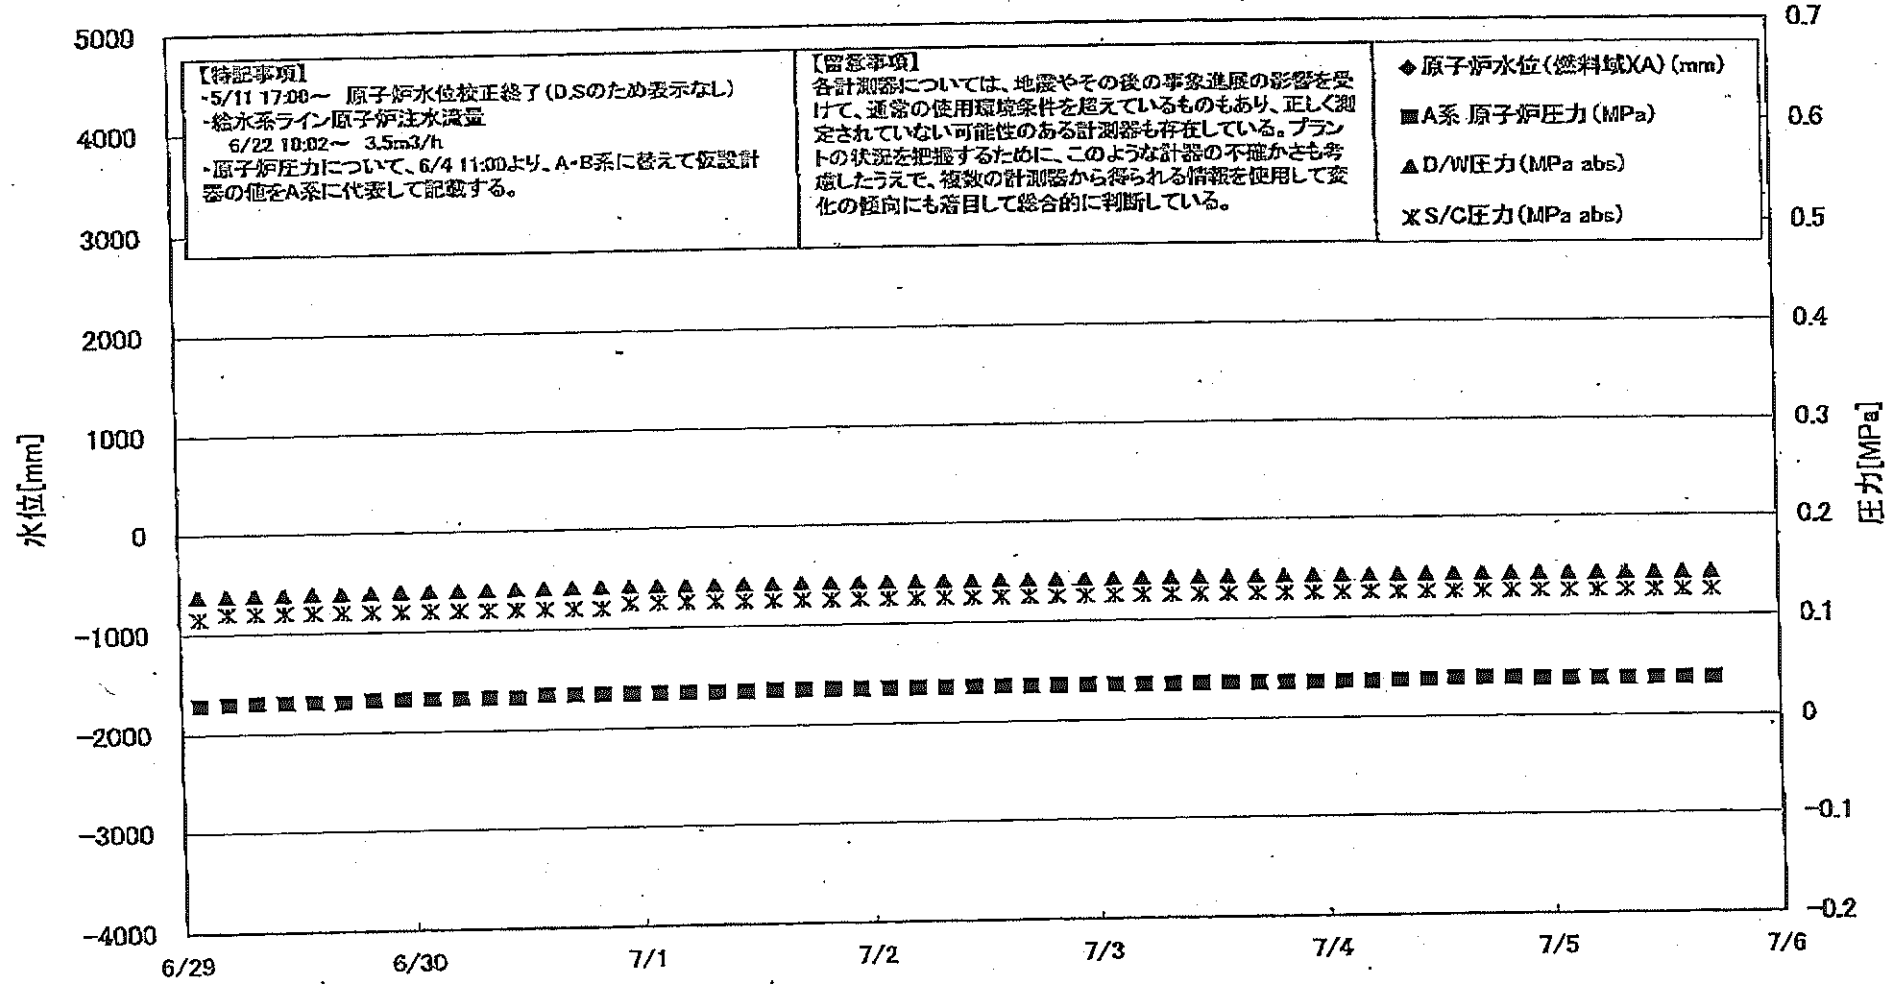 5000
4000
3000
2000
1000
0
-1000
-2000
-3000
-4000
水位[mm]
【特記事項】
・5/11 17:00～ 原子炉水位校正終了(D.Sのため表示なし)
・給水系ライン原子炉注水流量
6/22 10:02～ 3.5m3/h
・原子炉圧力について、6/4 11:00より、A・B系に替えて仮設計
器の値をA系に代表して記載する。
【留意事項】
各計測器については、地震やその後の事象進展の影響を受
けて、通常の使用環境条件を超えているものもあり、正しく測
定されていない可能性のある計測器も存在している。プラン
トの状況を把握するために、このような計器の不確かさも考
慮したうえで、複数の計測器から得られる情報を使用して変
化の傾向にも着目して総合的に判断している。
◆原子炉水位(燃料域)(A)(mm)
■A系 原子炉圧力(MPa)
▲D/W圧力(MPa abs)
S/C圧力(MPa abs)
0.7
0.6
0.5
0.4
0.3
0.2
0.1
0
-0.1
-0.2
圧力[MPa]
6/29
6/30
7/1
7/2
7/3
7/4
7/5
7/6